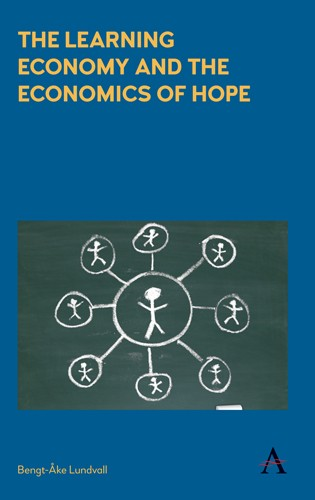 THE LEARNING
ECONOMY AND THE
ECONOMICS OF HOPE
Bengt-Åke Lundvall
A